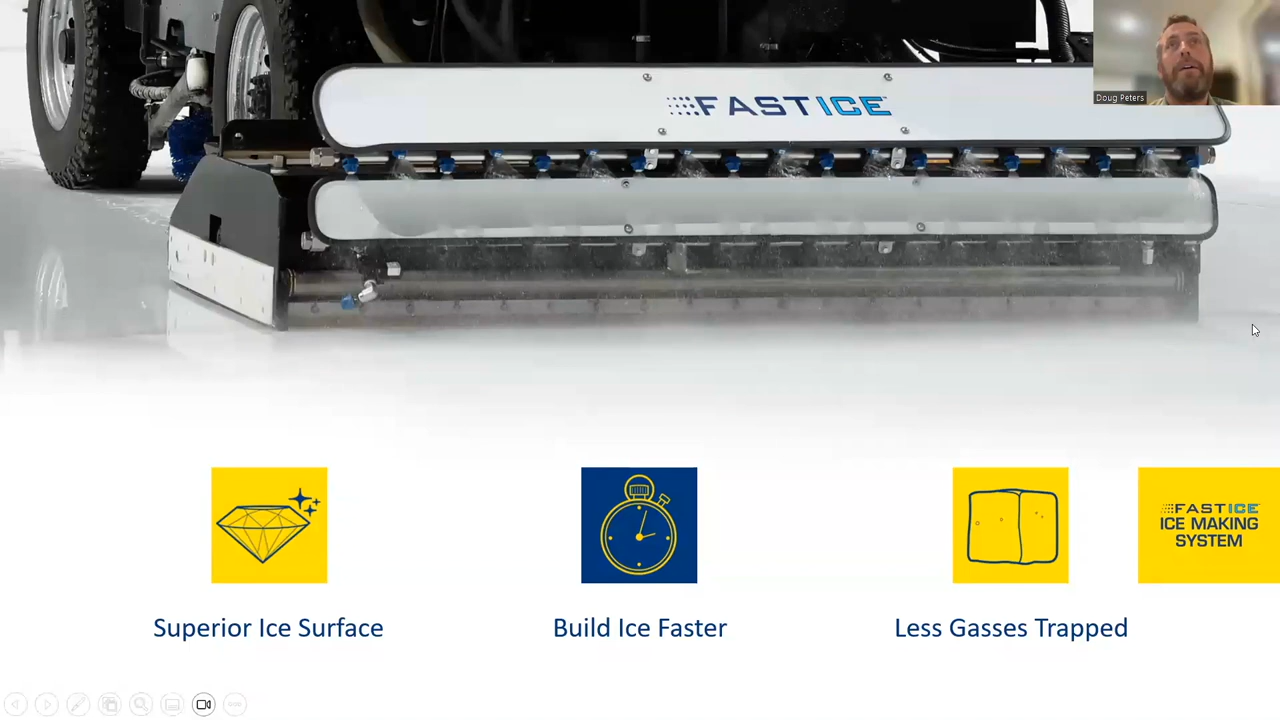 FASTICE
Doug Peters
FASTICE
ICE MAKING
SYSTEM
Superior Ice Surface
Build Ice Faster
Less Gasses Trapped